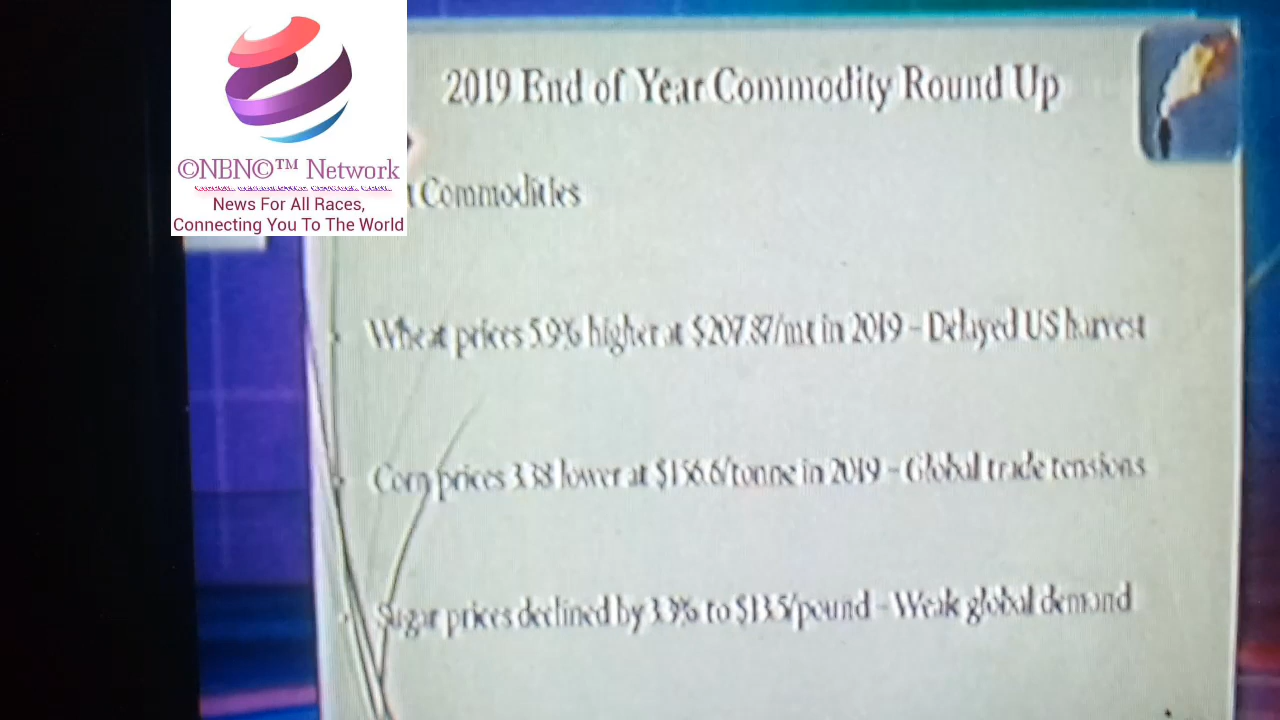 ©NBN©™ Network
News For All Races,
Connecting You To The World
2019 End of Year Commodity Round Up
t Commodities
Wheat prices 5.9% higher at $207.87/mt in 2019 - Delayed US harvest
Corn prices 3.38 lower at $156.6/tonne in 2019 - Global trade tensions
Sugar prices declined by 3.3% to $13.5/pound - Weak global demand